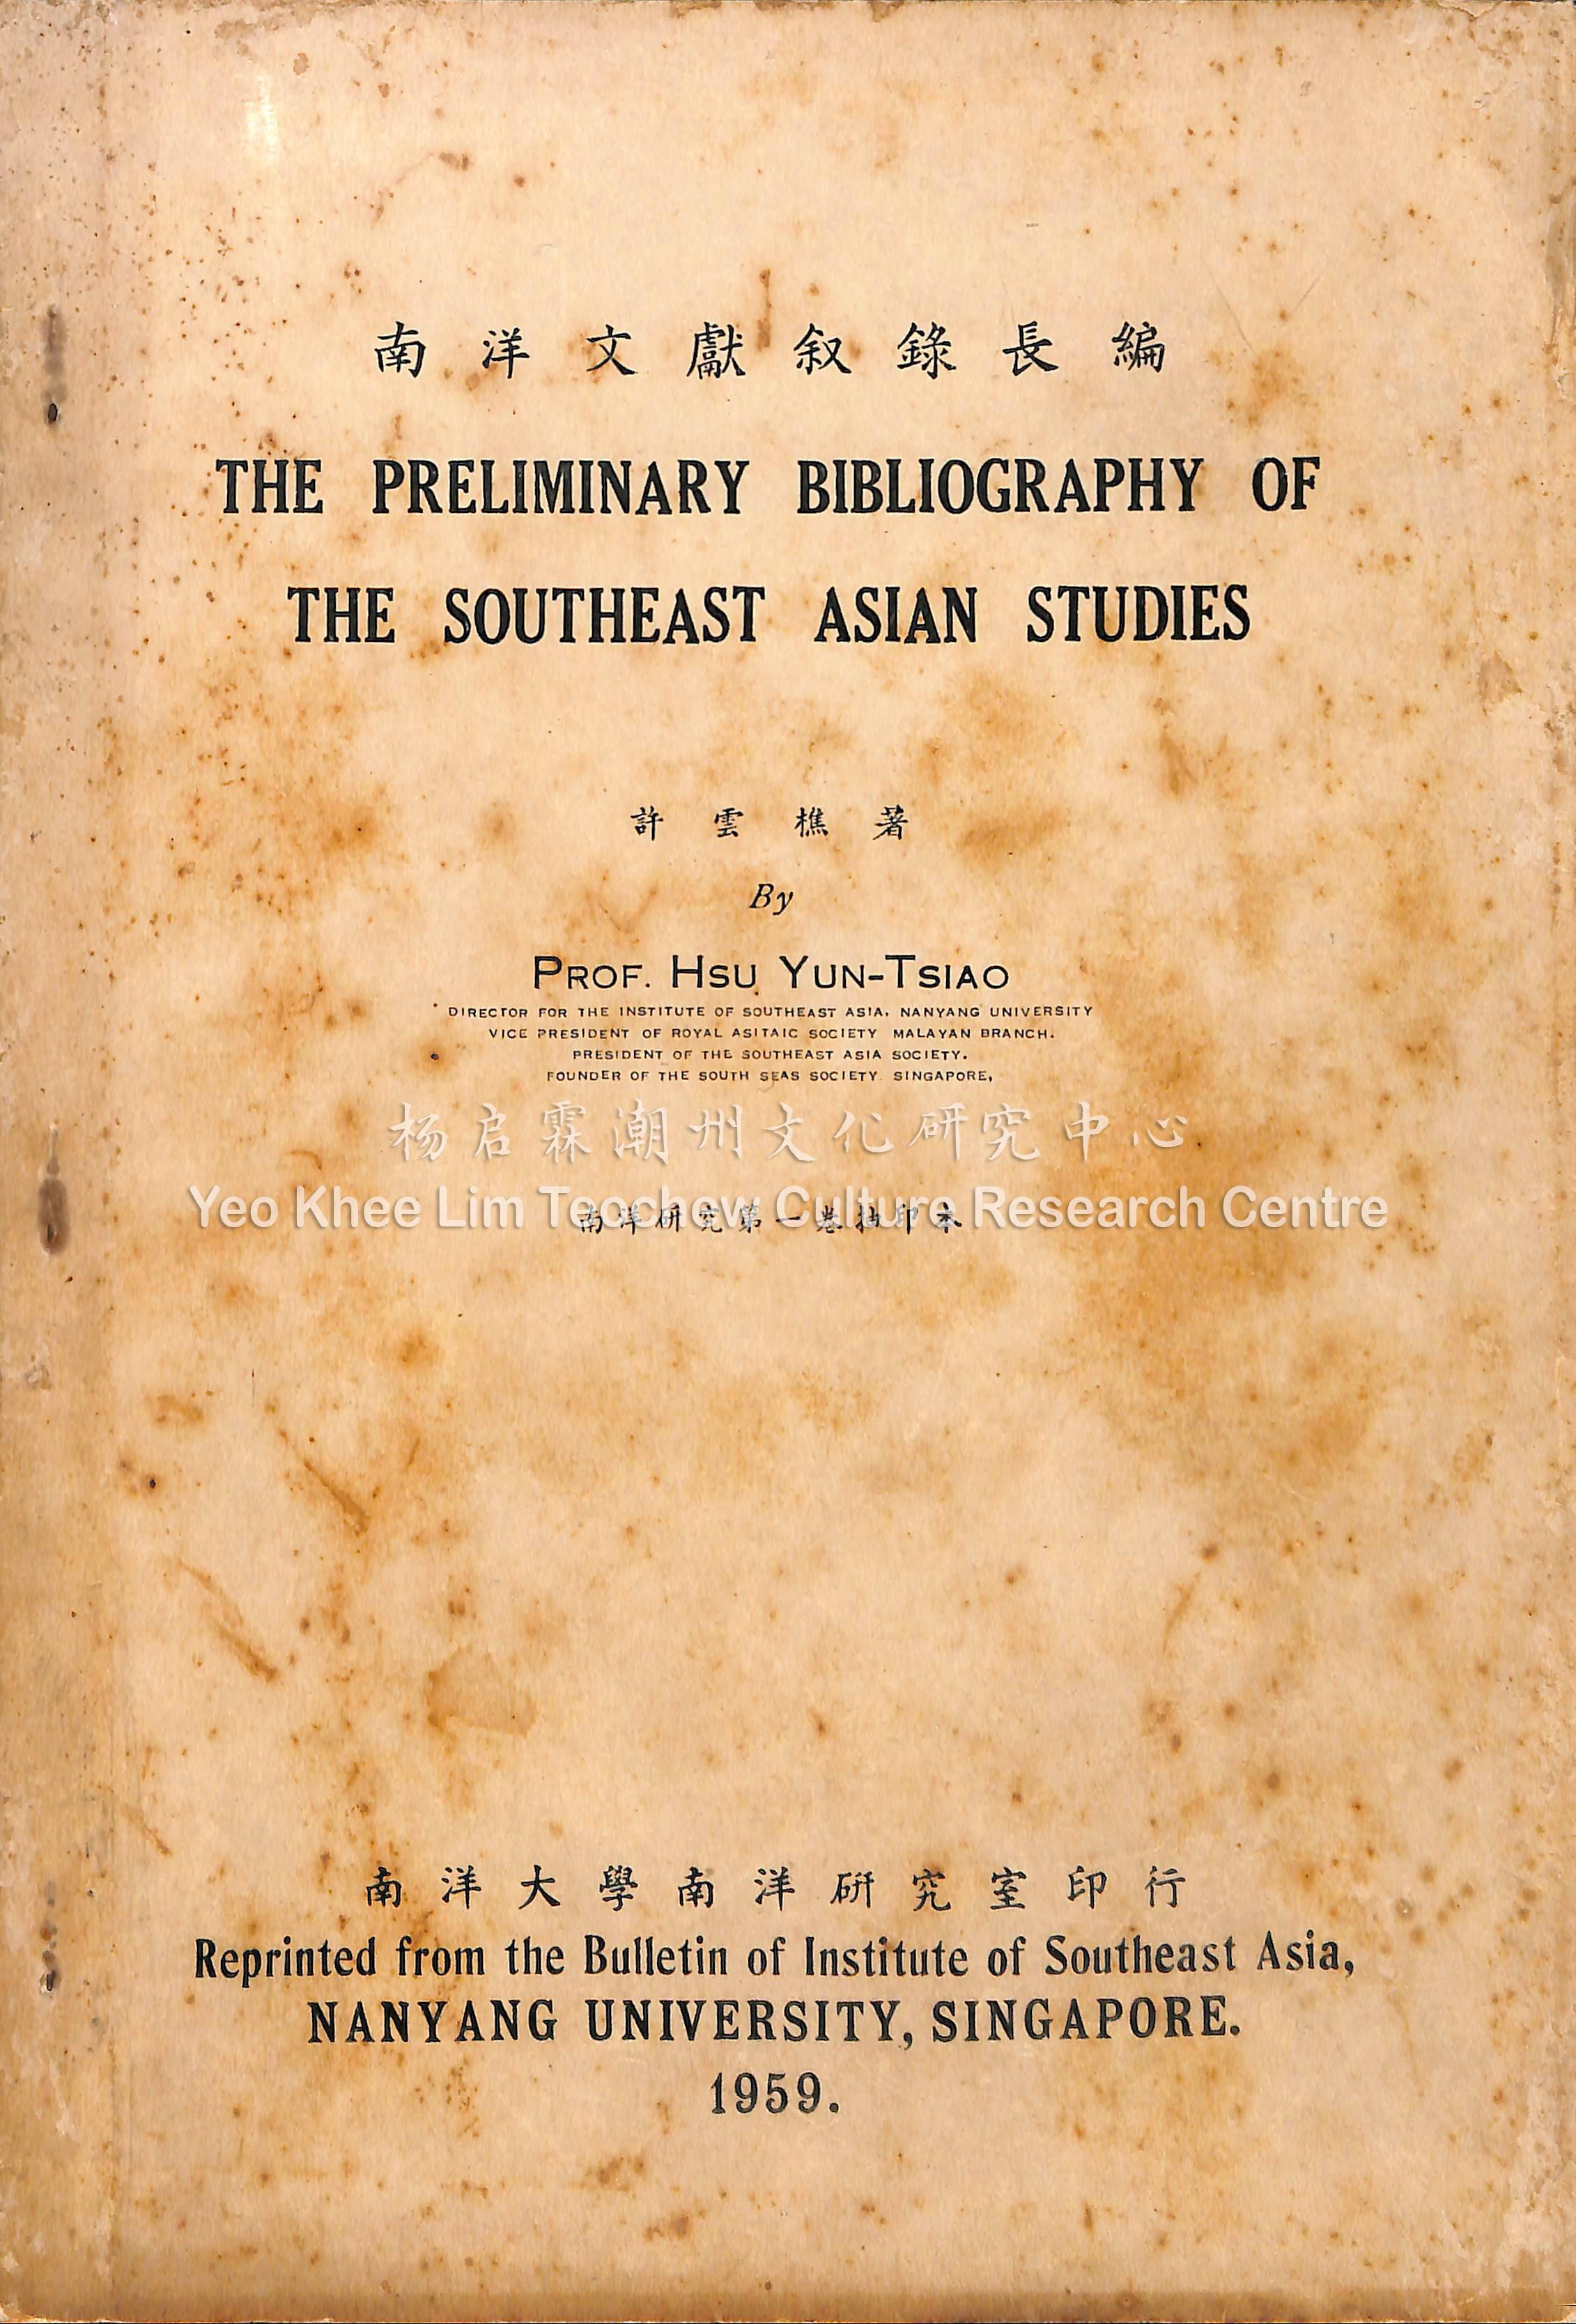 南洋文獻叙錄長編
THE PRELIMINARY BIBLIOGRAPHY OF
THE SOUTHEAST ASIAN STUDIES
許雲樵著
By
PROF. HSU YUN-TSIAO
DIRECTOR FOR THE INSTITUTE OF SOUTHEAST ASIA, NANYANG UNIVERSITY
VICE PRESIDENT OF ROYAL ASITAIC SOCIETY MALAYAN BRANCH.
PRESIDENT OF THE SOUTHEAST ASIA SOCIETY.
FOUNDER OF THE SOUTH SEAS SOCIETY. SINGAPORE,
杨启霖潮州文化研究中心
Yeo Khee Lim Teochew Culture Research Centre
南洋研究第一卷抽印本
南洋大學南洋研究室印行
Reprinted from the Bulletin of Institute of Southeast Asia,
NANYANG UNIVERSITY, SINGAPORE.
1959.